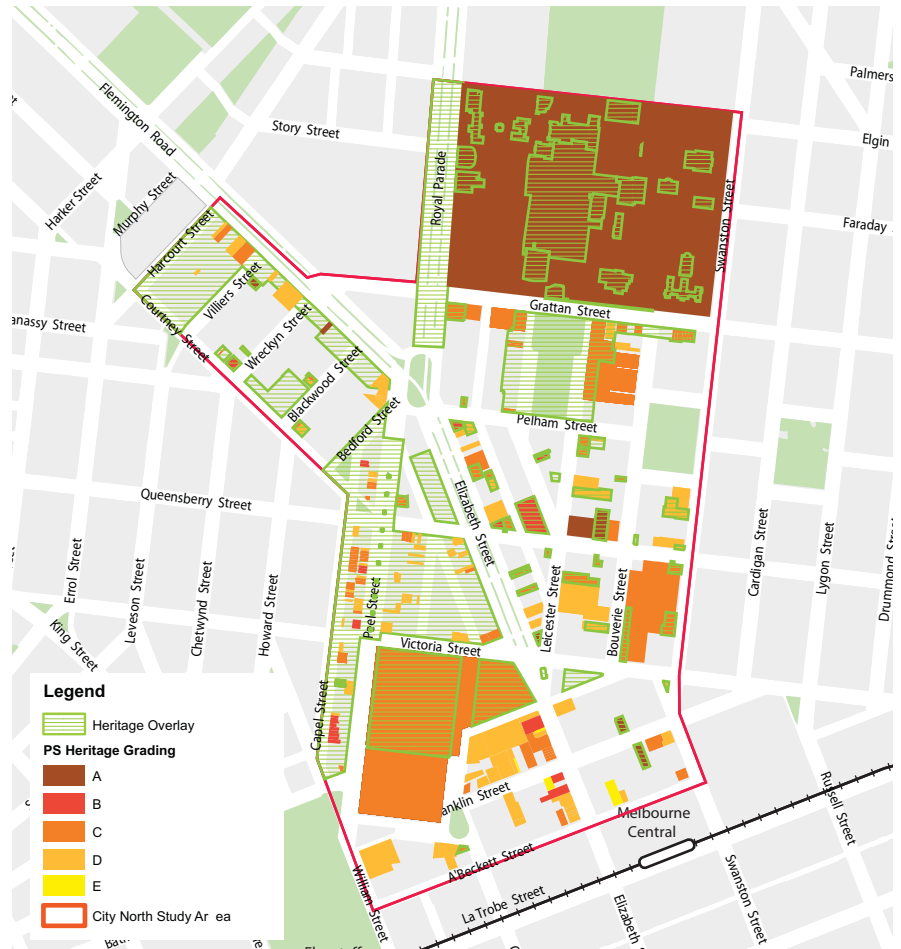 Palmers
Flemington Road
Story Street
Elgin
Royal Parade
Harker Street
Murphy Street
Swanston Street
Faraday
Harcourt Street
Villiers Street
Grattan Street
Courtney Street
anassy Street
Wreckyn Street
Blackwood Street
Bedford Street
Pelham Street
Queensberry Street
Elizabeth Street
Cardigan Street
Lygon Street
Drummond Street
Errol Street
Leveson Street
Chetwynd Street
Howard Street
Peel Street
Leicester Street
Bouverie Street
King Street
Victoria Street
Capel Street
Legend
Heritage Overlay
PS Heritage Grading
A
B
C
D
E
City North Study Ar ea
anklin Street
Melbourne
Central
Russell Street
A'Beckett Street
William Street
La Trobe Street
Swanston Street
Elizabeth